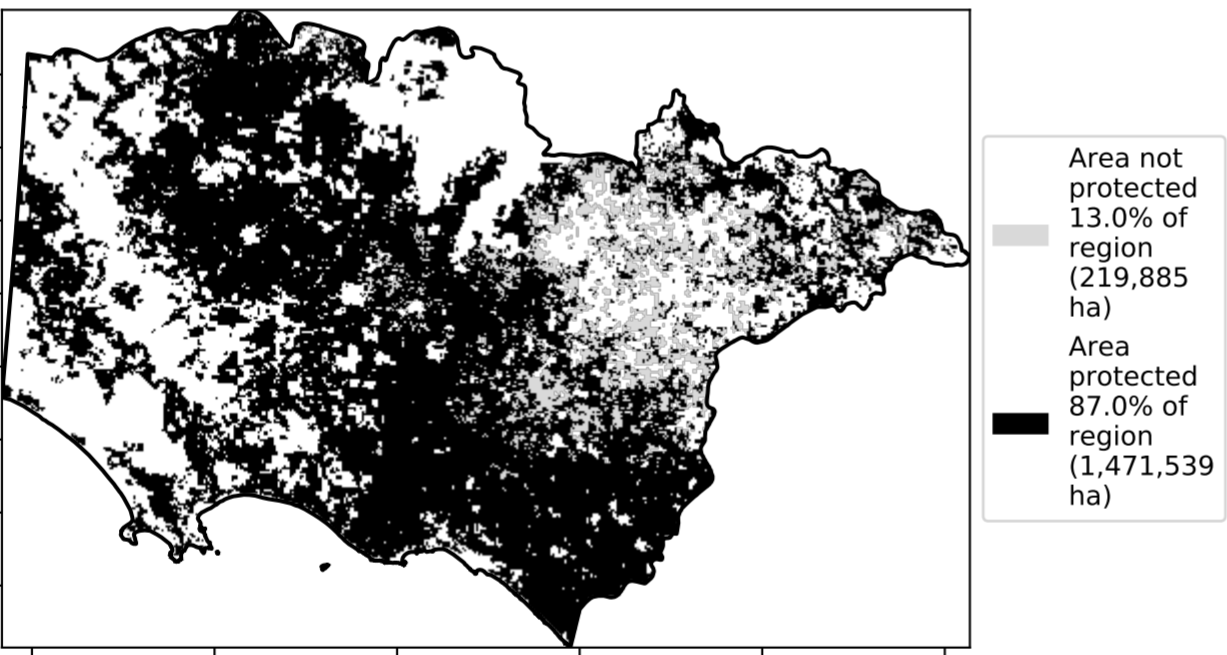 Area not
protected
13.0% of
region
(219,885
ha)
Area
protected
87.0% of
region
(1,471,539
ha)